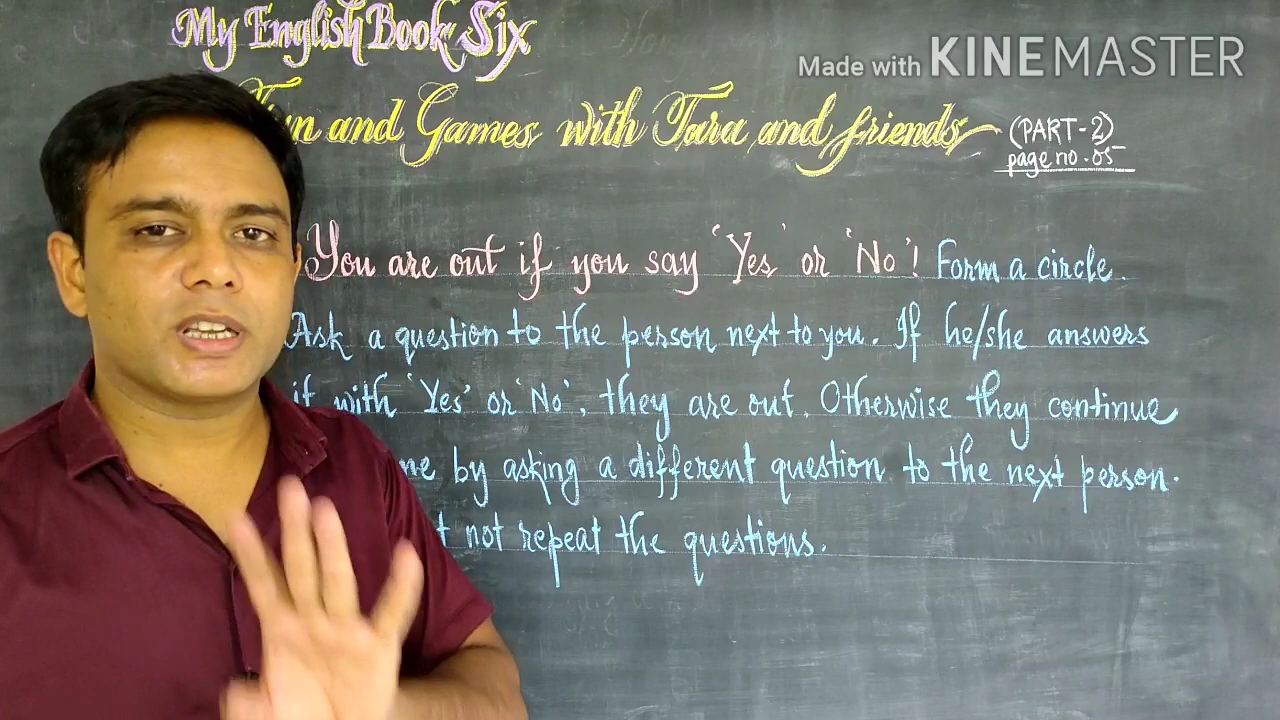 My English Book Six
Made with KINEMASTER
and Games with Tara and friends
(PART-2)
page no. 05
You are out if you say 'Yes' or 'No'! Form a circle.
Ask a question to the person next to you. If he/she answers
it with 'Yes' or 'No', they are out. Otherwise they continue
by asking a different question to the next person.
not repeat the questions.